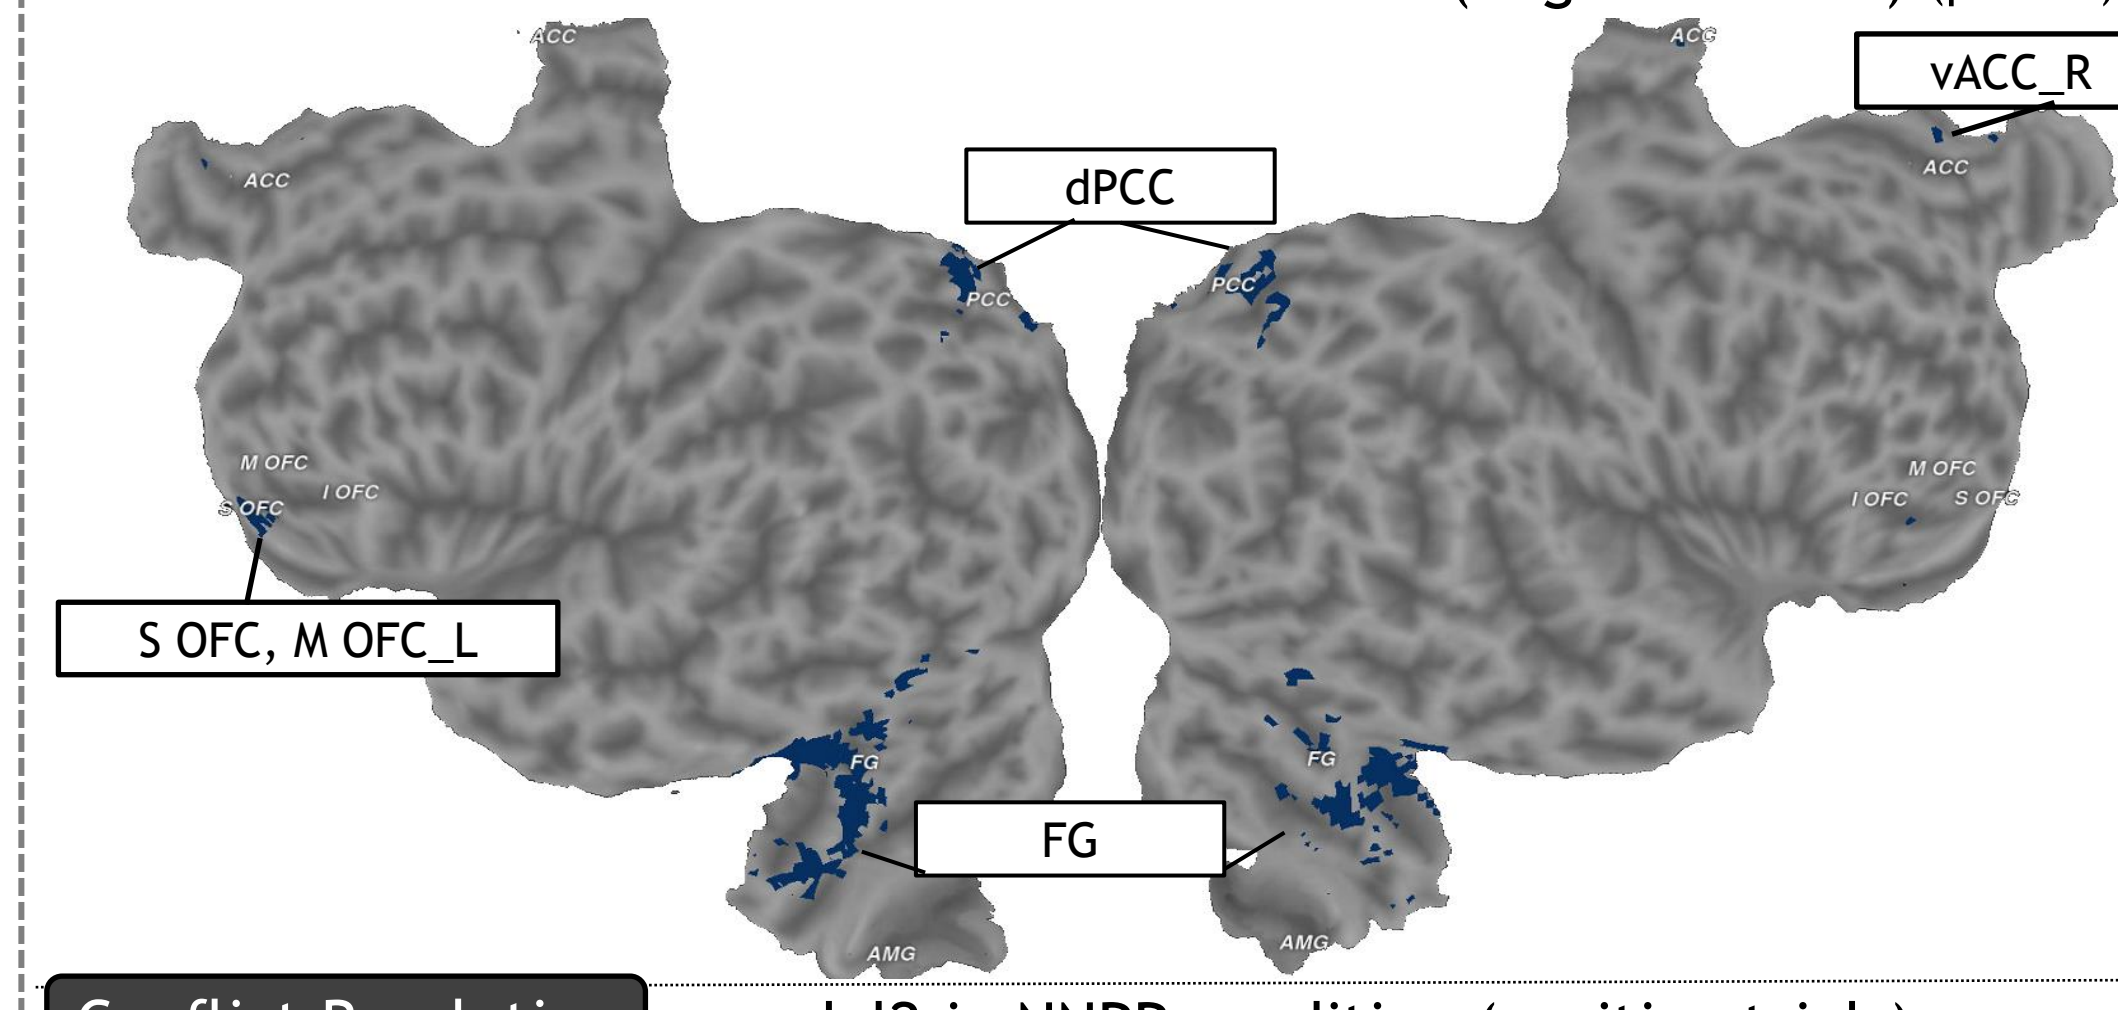 ACC
ACC
vACC_R
dPCC
ACC
ACC
PCC
PCC
M OFC
I OFC
S OFC
M OFC
I OFC
S OFC
S OFC, M OFC_L
FG
FG
FG
AMG
AMG